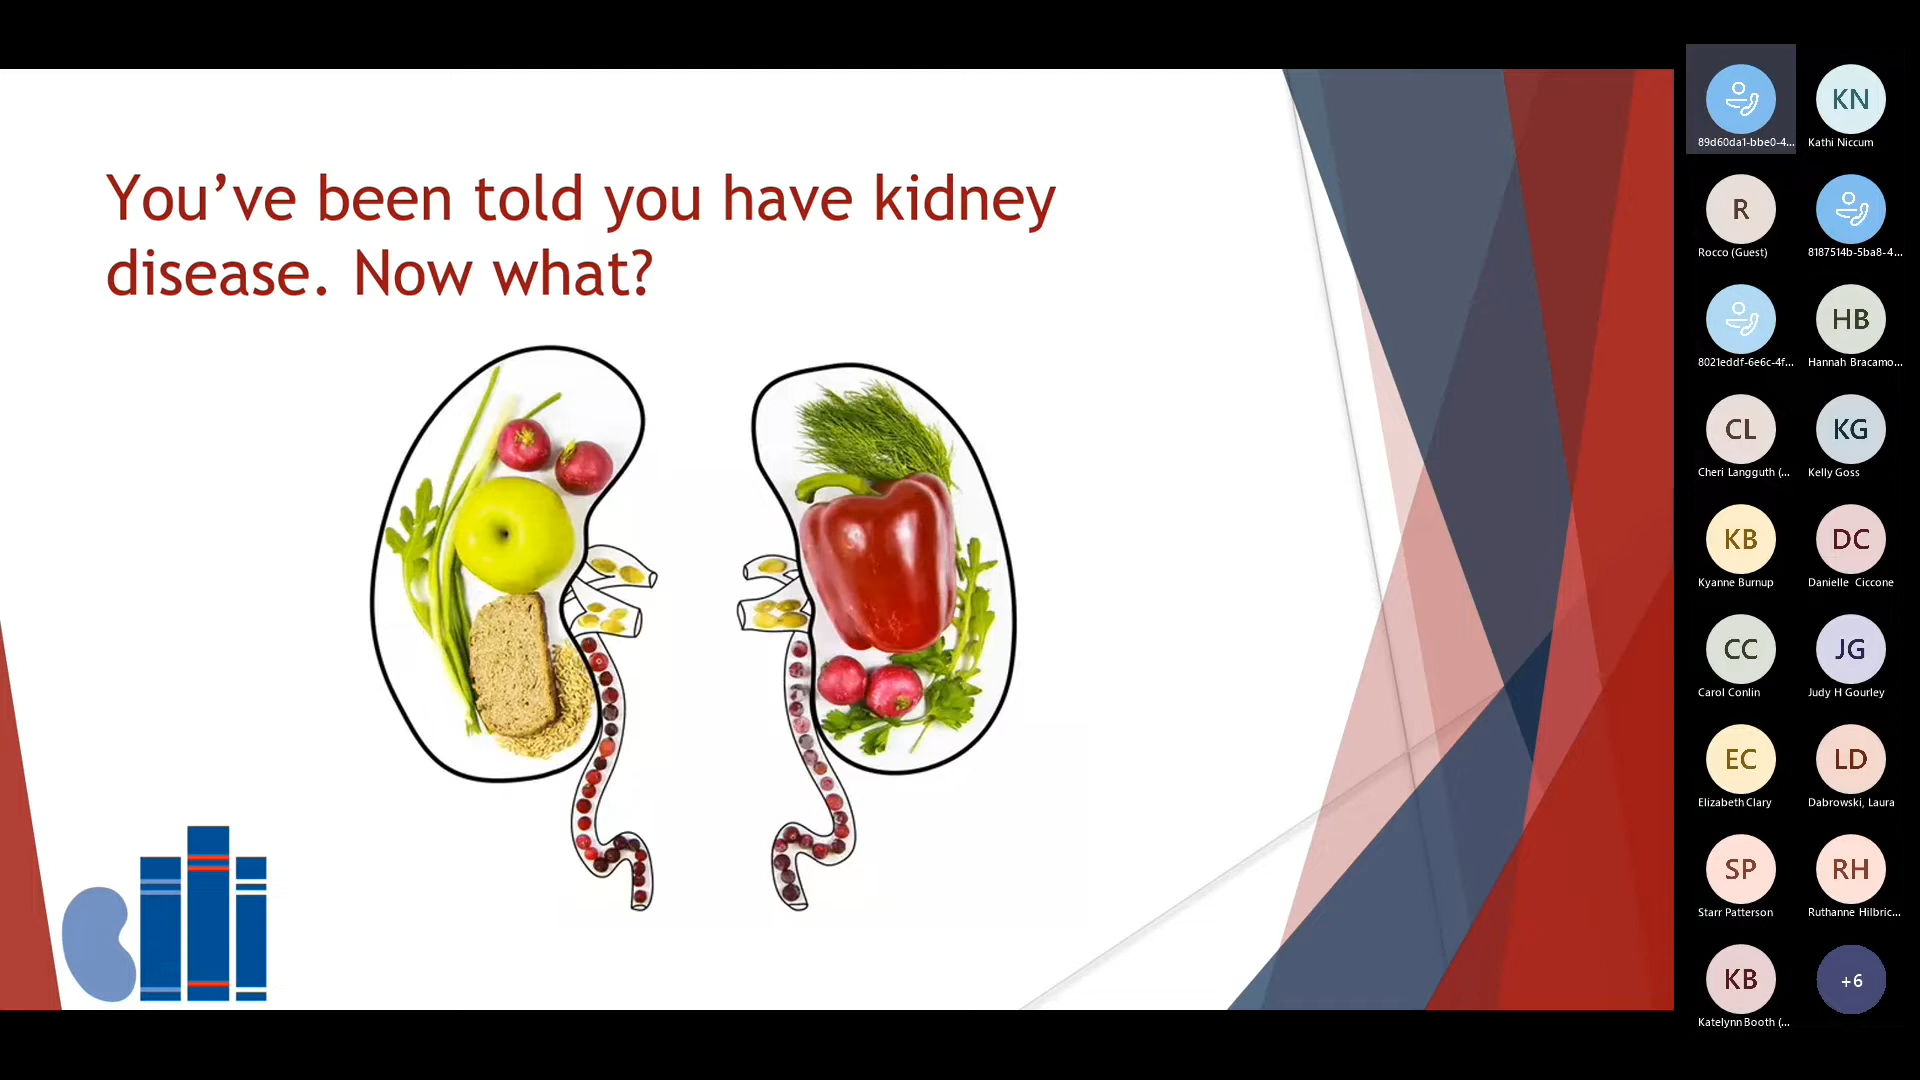 You’ve been told you have kidney
disease. Now what?
89d60da1-bbe0-4...
KN
Kathi Niccum
R
Rocco (Guest)
8187514b-5ba8-4...
8021eddf-6e6c-4f...
HB
Hannah Bracamo...
CL
Cheri Langguth (...
KG
Kelly Goss
KB
Kyanne Burnup
DC
Danielle Ciccone
CC
Carol Conlin
JG
Judy H Gourley
EC
Elizabeth Clary
LD
Dabrowski, Laura
SP
Starr Patterson
RH
Ruthanne Hilbric...
KB
Katelynn Booth (...
+6